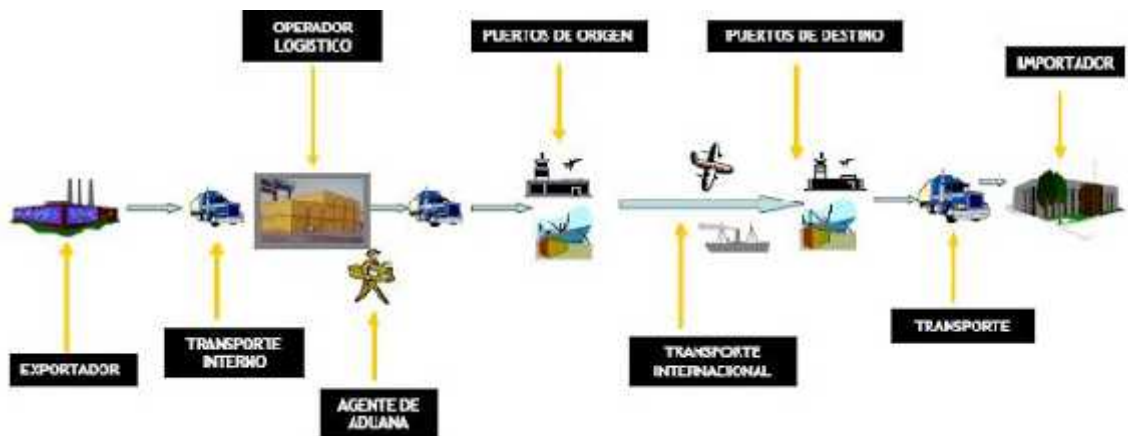 OPERADOR
LOGISTICO
PUERTOS DE ORIGEN
PUERTOS DE DESTINO
IMPORTADOR
EXPORTADOR
TRANSPORTE
INTERNO
AGENTE DE
ADUANA
TRANSPORTE
INTERNACIONAL
TRANSPORTE